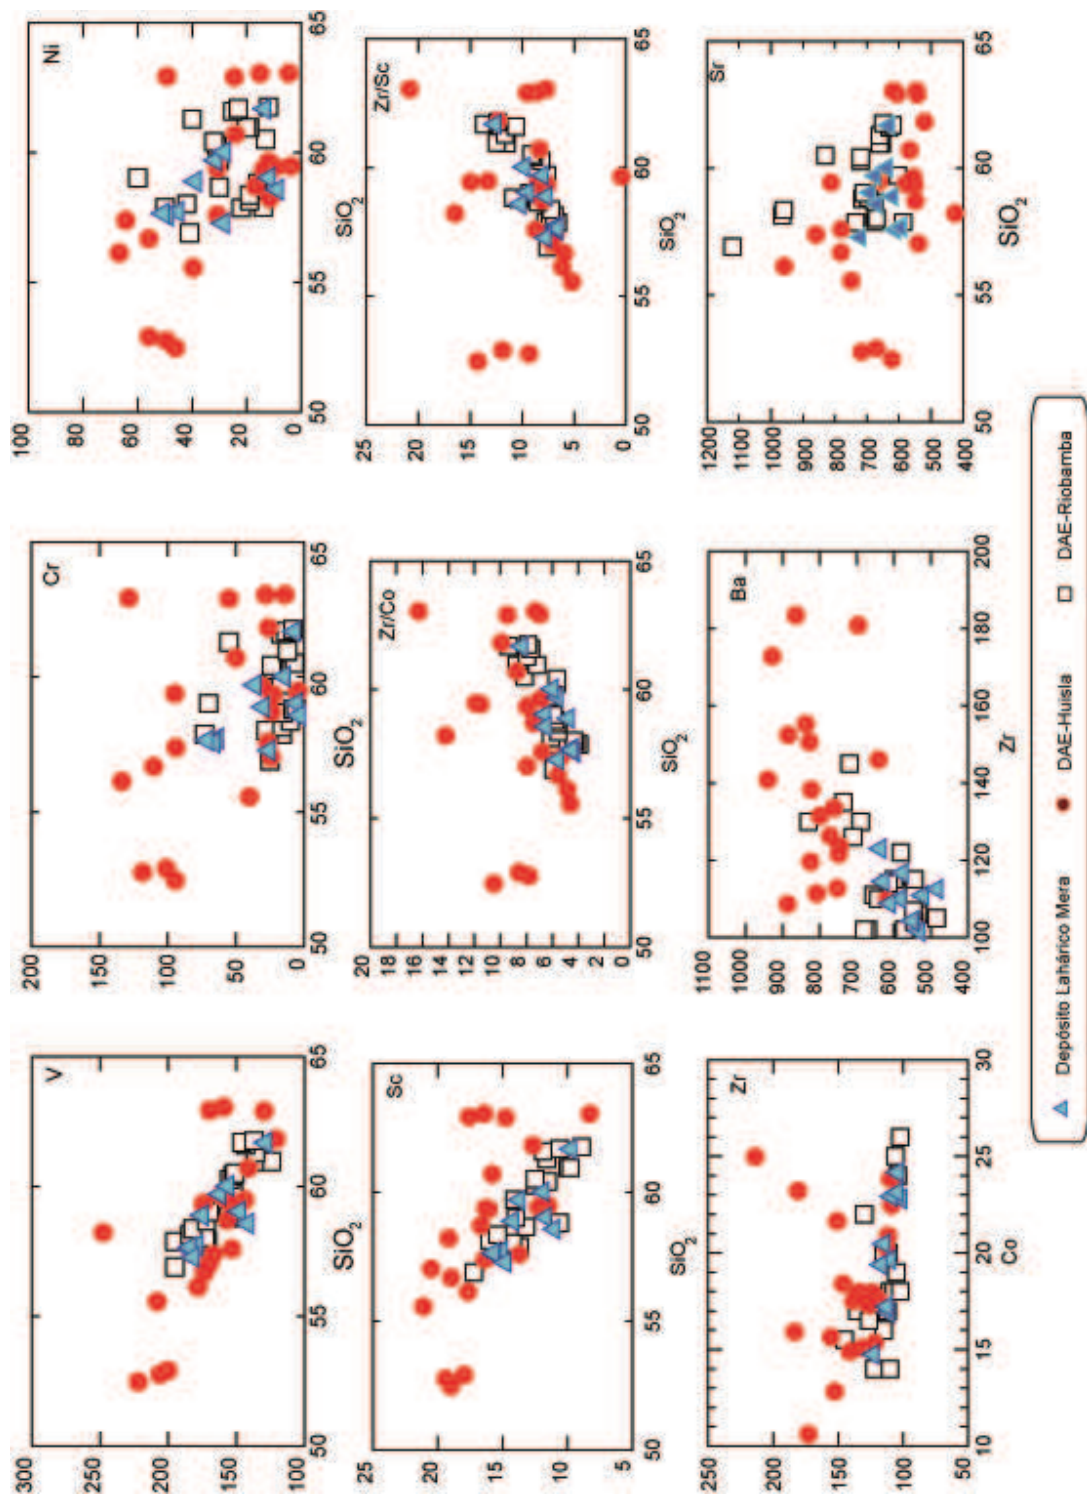 V
300
250
200
150
100
50 55 60 65
SiO2
Cr
200
150
100
50
0
50 55 60 65
SiO2
Ni
100
80
60
40
20
0
50 55 60 65
SiO2
Sc
25
20
15
10
5
50 55 60 65
SiO2
Zr/Co
20
18
16
14
12
10
8
6
4
2
0
50 55 60 65
SiO2
Zr/Sc
25
20
15
10
5
0
50 55 60 65
SiO2
Zr
250
200
150
100
10 15 20 25 30
Co
Ba
1100
1000
900
800
700
600
500
400
100 120 140 160 180 200
Zr
Sr
1200
1100
1000
900
800
700
600
500
400
50 55 60 65
SiO2
Depósito Lahárico Mera DAE-Huisla DAE-Riobamba